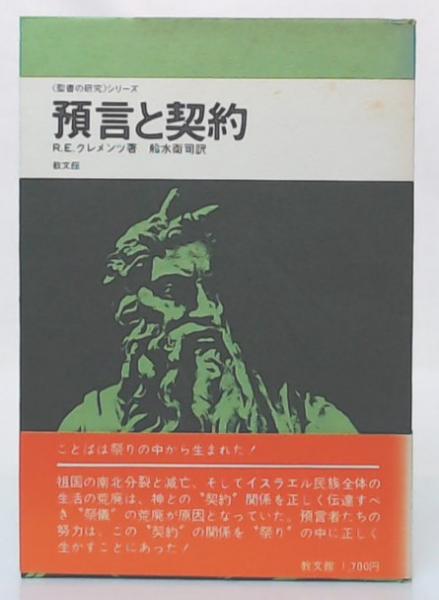 〈聖書の研究〉シリーズ
預言と契約
R.E.クレメンツ著 船水衛司訳
教文館
ことばは祭りの中から生まれた!
祖国の南北分裂と滅亡、そしてイスラエル民族全体の
生活の荒廃は、神との〝契約〟関係を正しく伝達すべ
き〝祭儀〟の荒廃が原因となっていた。預言者たちの
努力は、この〝契約〟の関係を〝祭り〟の中に正しく
生かすことにあった!
教文館 1,700円